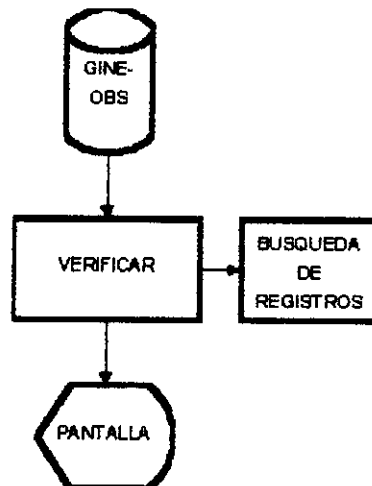 GINE-
OBS
VERIFICAR
BUSQUEDA
DE
REGISTROS
PANTALLA